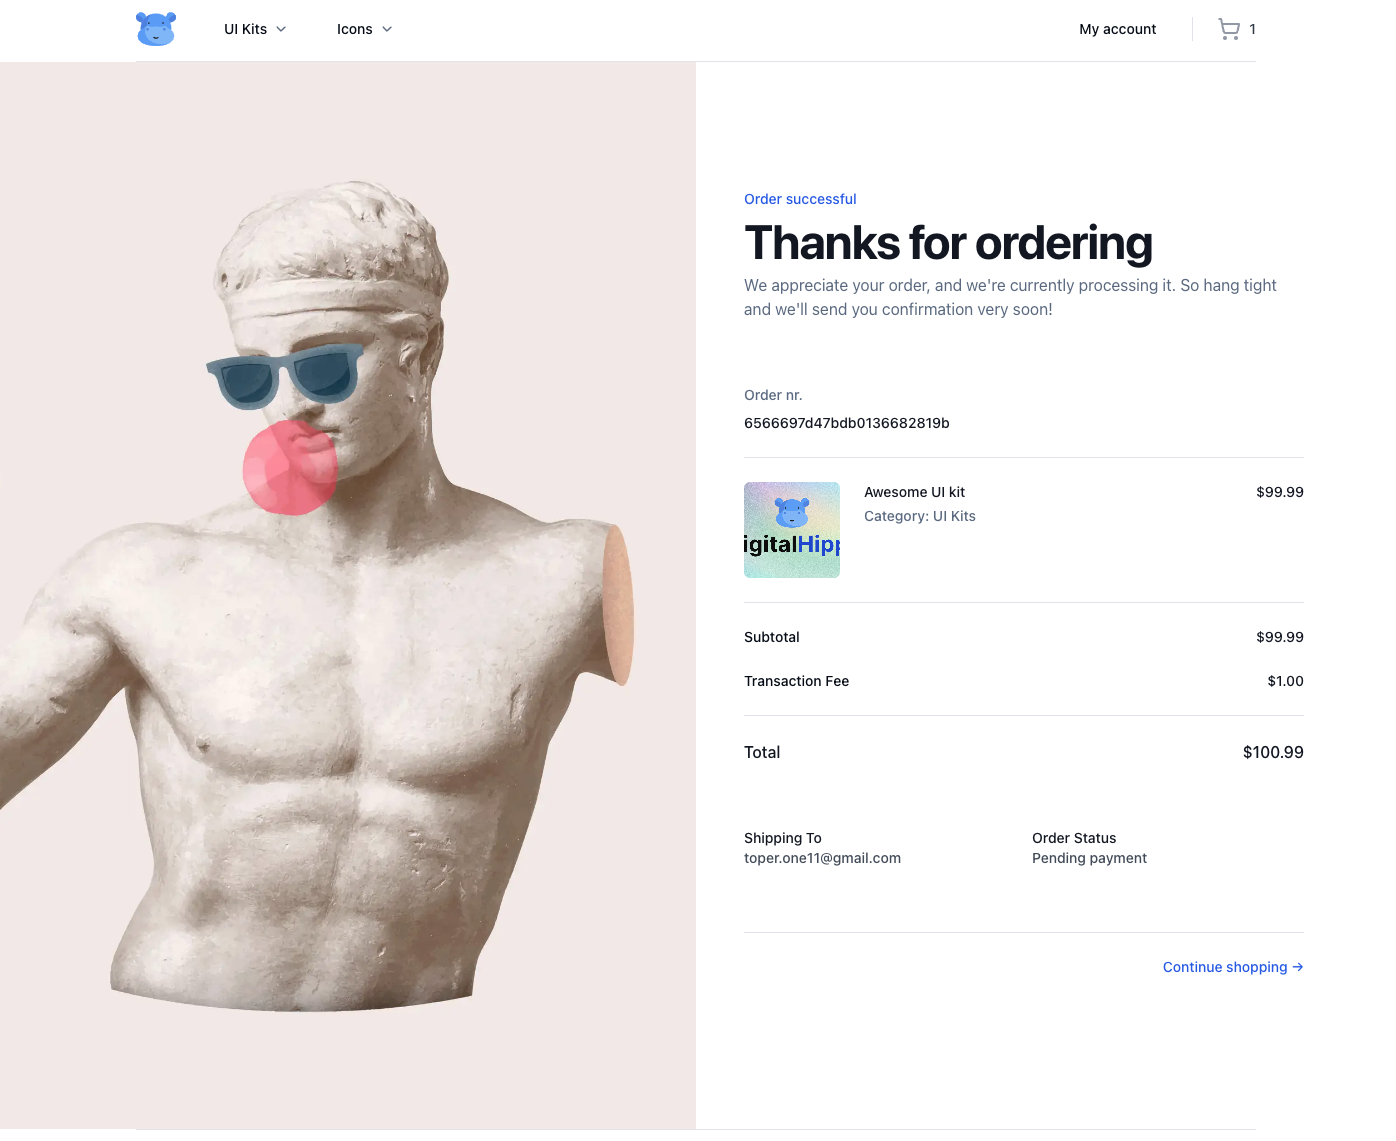 UI Kits
Icons
My account
1
Order successful
Thanks for ordering
We appreciate your order, and we're currently processing it. So hang tight
and we'll send you confirmation very soon!
Order nr.
6566697d47bdb0136682819b
igitalHipp
Awesome UI kit
$99.99
Category: UI Kits
Subtotal
$99.99
Transaction Fee
$1.00
Total
$100.99
Shipping To
Order Status
toper.one11@gmail.com
Pending payment
Continue shopping →